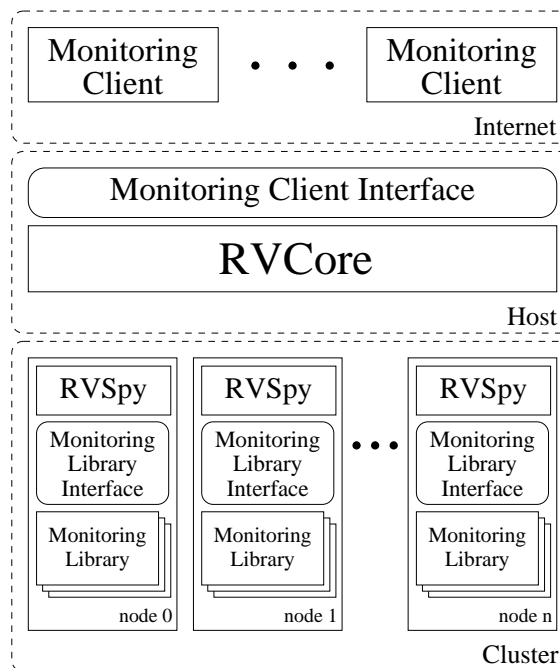 Monitoring
Client
Monitoring
Client
Internet
Monitoring Client Interface
RVCore
Host
RVSpy
Monitoring
Library
Interface
Monitoring
Library
node 0
RVSpy
Monitoring
Library
Interface
Monitoring
Library
node 1
RVSpy
Monitoring
Library
Interface
Monitoring
Library
node n
Cluster